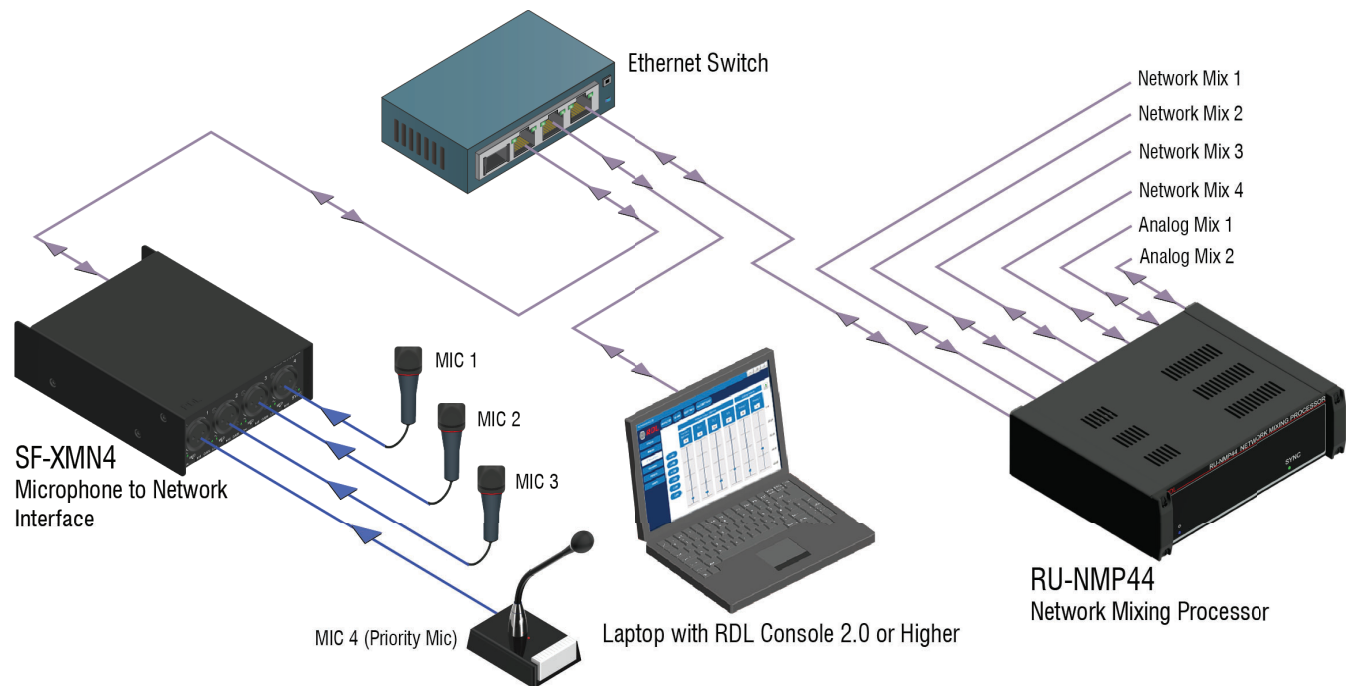 Ethernet Switch
Network Mix 1
Network Mix 2
Network Mix 3
Network Mix 4
Analog Mix 1
Analog Mix 2
MIC 1
MIC 2
MIC 3
SF-XMN4
Microphone to Network
Interface
MIC 4 (Priority Mic)
Laptop with RDL Console 2.0 or Higher
RU-NMP44 NETWORK MIXING PROCESSOR
SYNC
RU-NMP44
Network Mixing Processor